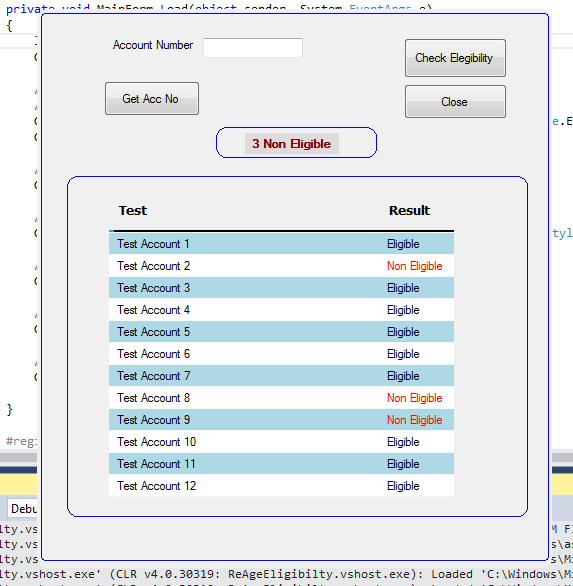 private void MainForm_Load(object sender, System.EventArgs e)
{
Account Number
Check Elegibility
Get Acc No
Close
e.E
3 Non Eligible
Test Result
tyl
Test Account 1 Eligible
Test Account 2 Non Eligible
Test Account 3 Eligible
Test Account 4 Eligible
Test Account 5 Eligible
Test Account 6 Eligible
Test Account 7 Eligible
Test Account 8 Non Eligible
Test Account 9 Non Eligible
}
Test Account 10 Eligible
#reg
Test Account 11 Eligible
Test Account 12 Eligible
Debu
lty.vs
lty.vs
lty.vs
lty.vshost.exe' (CLR v4.0.30319: ReAgeEligibilty.vshost.exe): Loaded 'C:\Windows\Mi